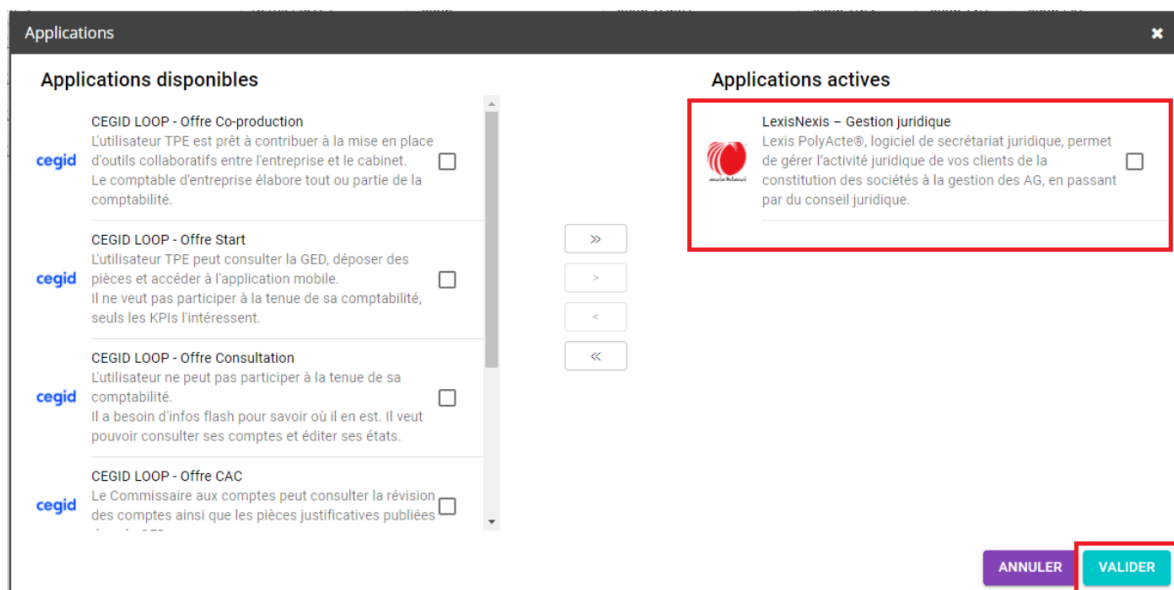 Applications
Applications disponibles
CEGID LOOP - Offre Co-production
L'utilisateur TPE est prêt à contribuer à la mise en place
cegid d'outils collaboratifs entre l'entreprise et le cabinet.
Le comptable d'entreprise élabore tout ou partie de la
comptabilité.
CEGID LOOP - Offre Start
L'utilisateur TPE peut consulter la GED, déposer des
cegid pièces et accéder à l'application mobile.
Il ne veut pas participer à la tenue de sa comptabilité,
seuls les KPIs l'intéressent.
CEGID LOOP - Offre Consultation
L'utilisateur ne peut pas participer à la tenue de sa
cegid comptabilité.
Il a besoin d'infos flash pour savoir où il en est. Il veut
pouvoir consulter ses comptes et éditer ses états.
CEGID LOOP - Offre CAC
Le Commissaire aux comptes peut consulter la révision
cegid des comptes ainsi que les pièces justificatives publiées
»
>
<
«
Applications actives
LexisNexis – Gestion juridique
Lexis PolyActe®, logiciel de secrétariat juridique, permet
de gérer l'activité juridique de vos clients de la
constitution des sociétés à la gestion des AG, en passant
par du conseil juridique.
ANNULER VALIDER